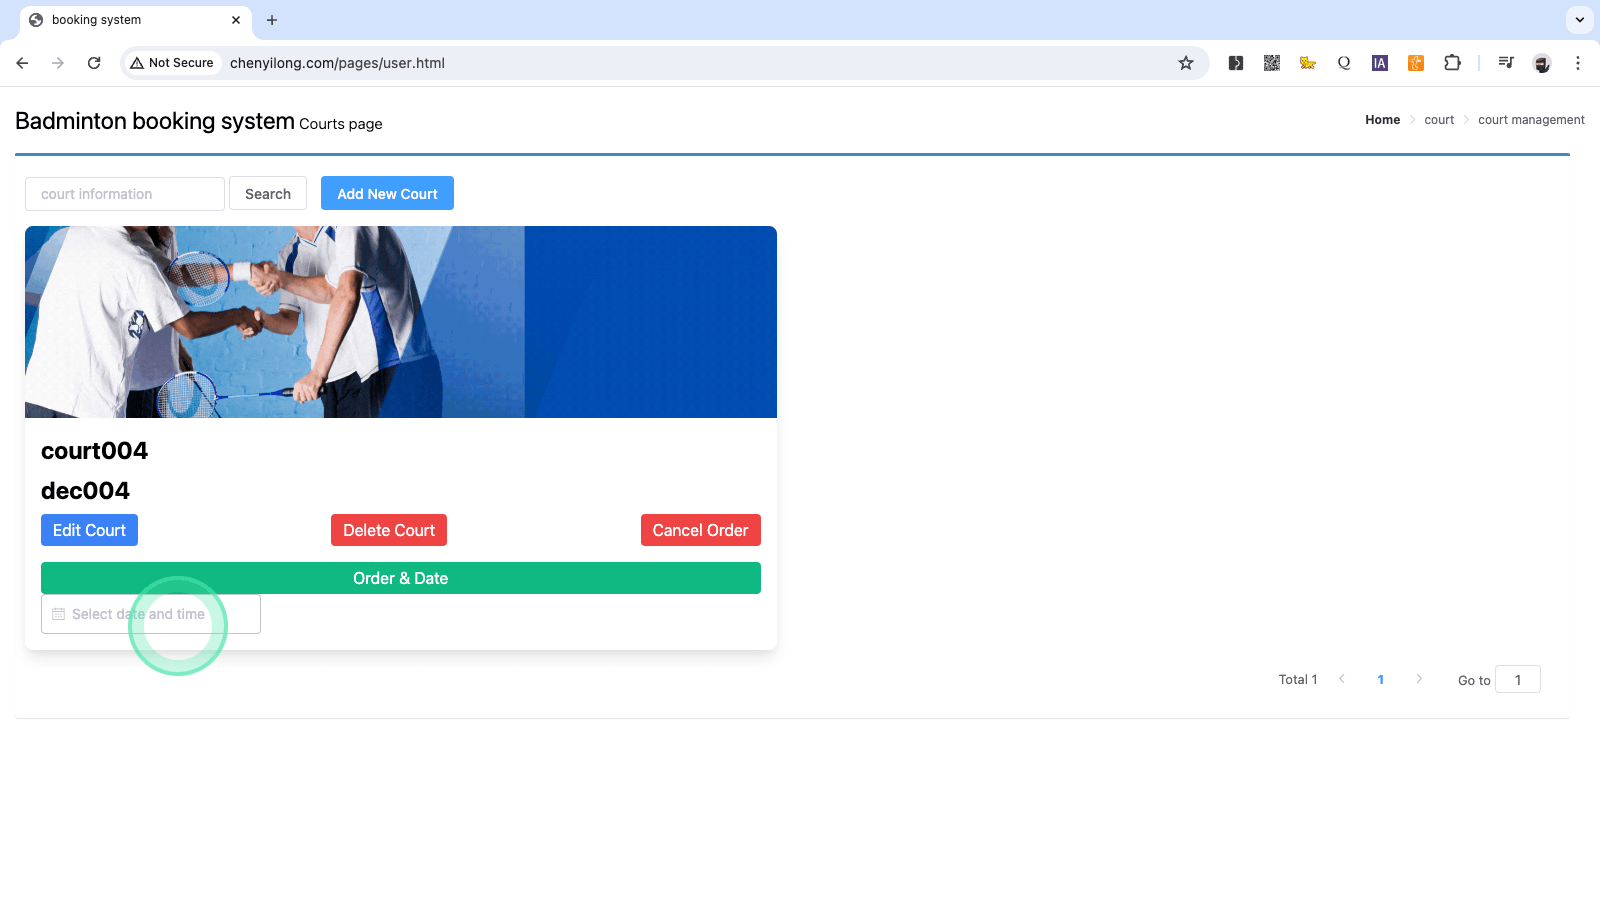 booking system
Not Secure
chenyilong.com/pages/user.html
IA
Badminton booking system Courts page
Home court court management
court information Search Add New Court
court004
dec004
Edit Court Delete Court Cancel Order
Order & Date
Select date and time
Total 1 1 Go to 1